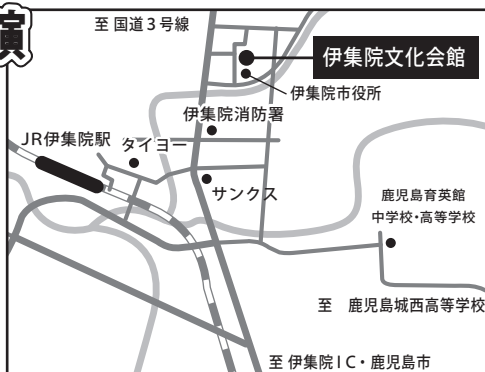 演
至 国道3号線
伊集院文化会館
伊集院市役所
伊集院消防署
JR伊集院駅
タイヨー
サンクス
鹿児島育英館
中学校・高等学校
至 鹿児島城西高等学校
至 伊集院IC・鹿児島市